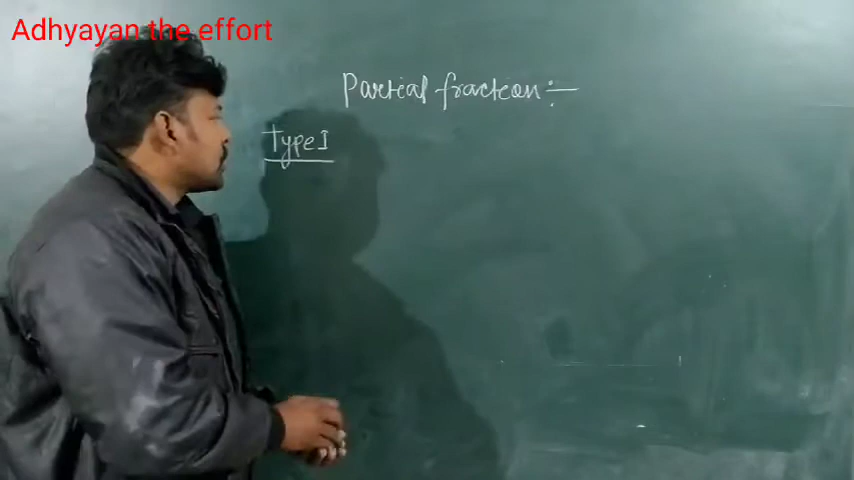 Adhyayan the effort
Partial fraction :-
Type I